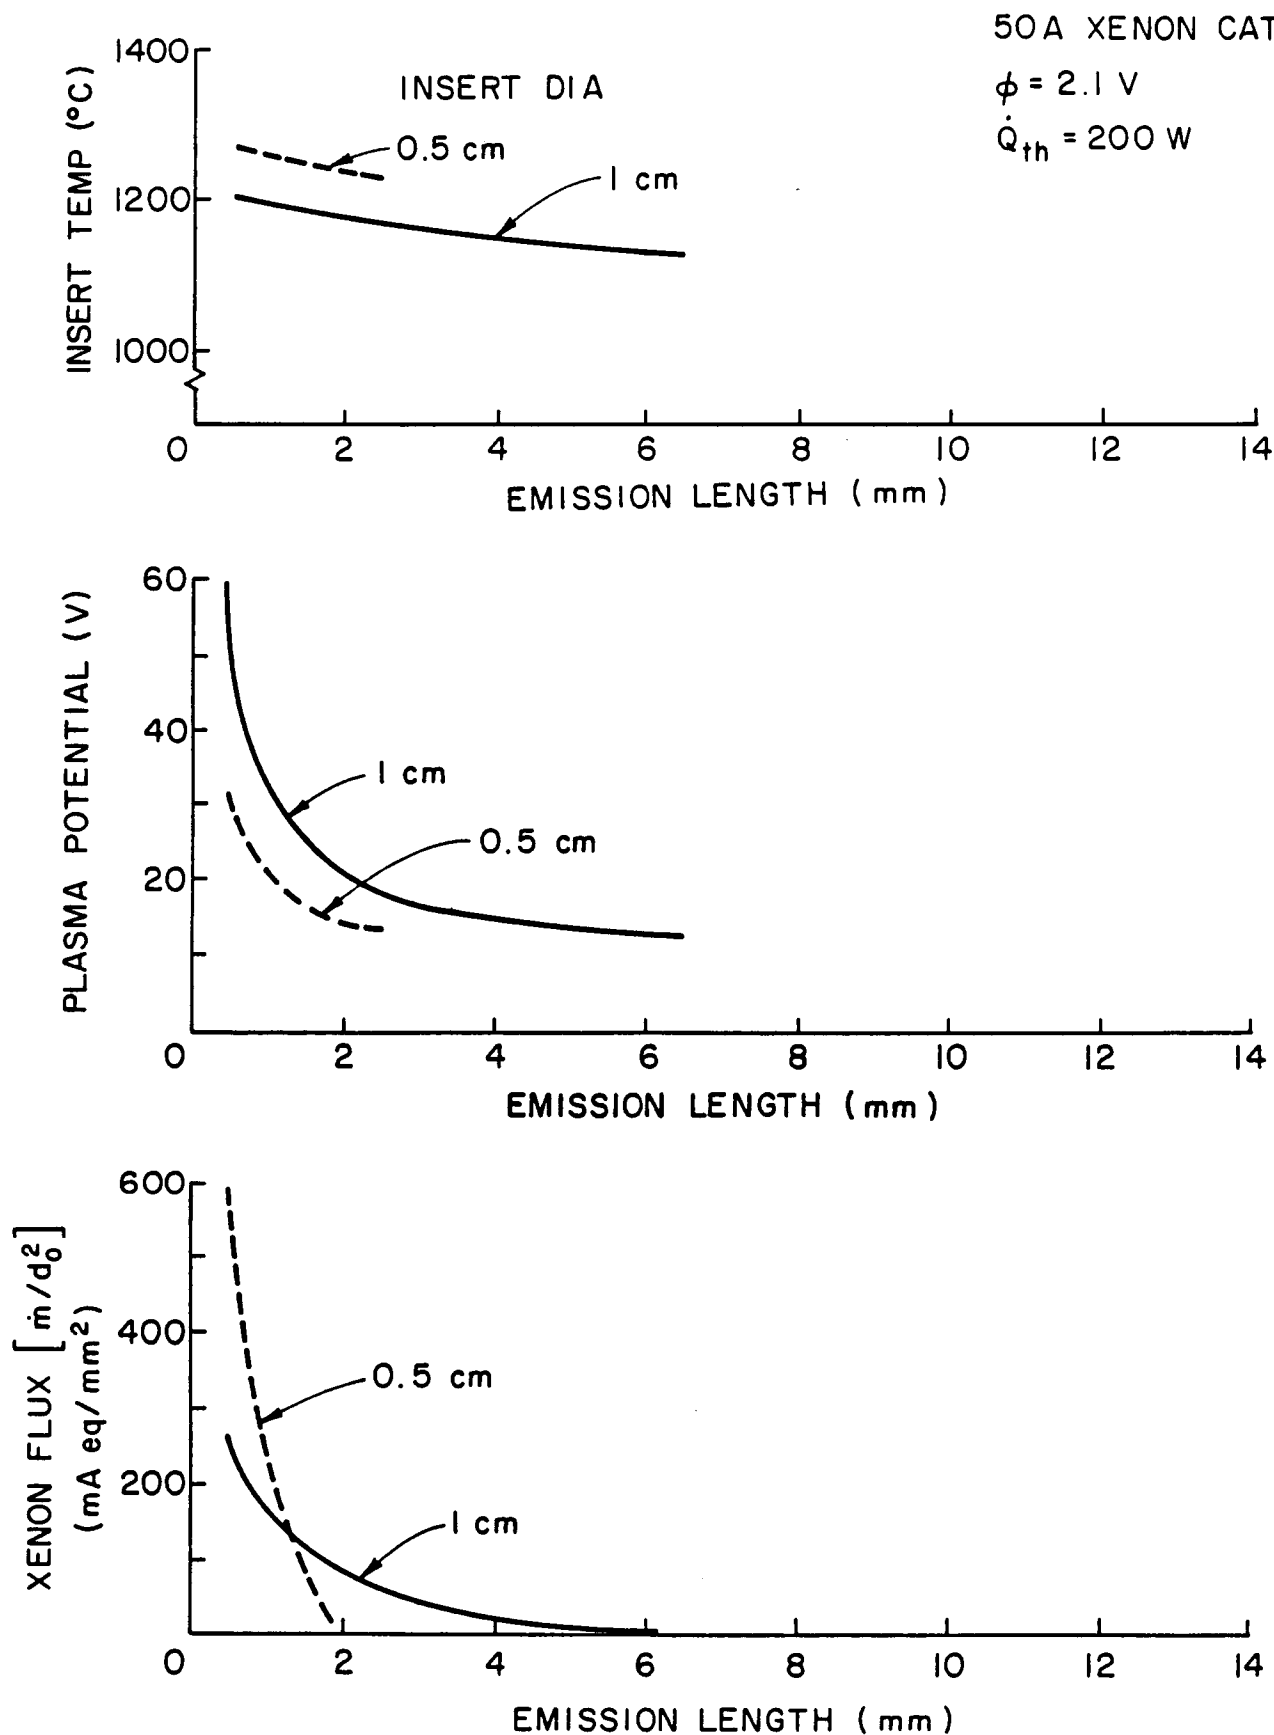 50A XENON CAT
ϕ = 2.1 V
Q̇th = 200 W
INSERT TEMP (°C)
1400
1200
1000
INSERT DIA
0.5 cm
1 cm
0 2 4 6 8 10 12 14
EMISSION LENGTH (mm)
PLASMA POTENTIAL (V)
60
40
20
1 cm
0.5 cm
0 2 4 6 8 10 12 14
EMISSION LENGTH (mm)
XENON FLUX [ṁ/d₀²]
(mA eq/mm²)
600
400
200
0.5 cm
1 cm
0 2 4 6 8 10 12 14
EMISSION LENGTH (mm)